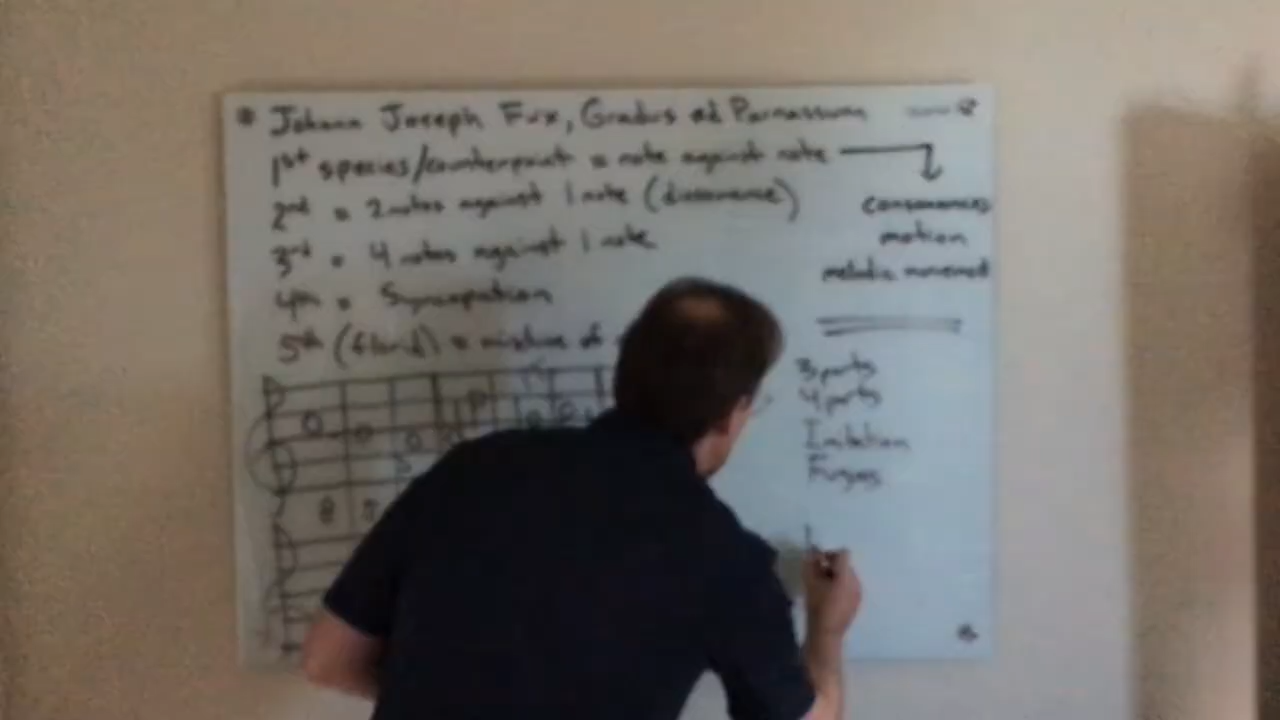 Johann Joseph Fux, Gradus ad Parnassum
1st species/counterpoint = note against note
2nd = 2 notes against 1 note (dissonance)
3rd = 4 notes against 1 note
4th = Syncopation
5th (florid) = mixture of
consonances
motion
melodic movement
3 parts
4 parts
Imitation
Fuges